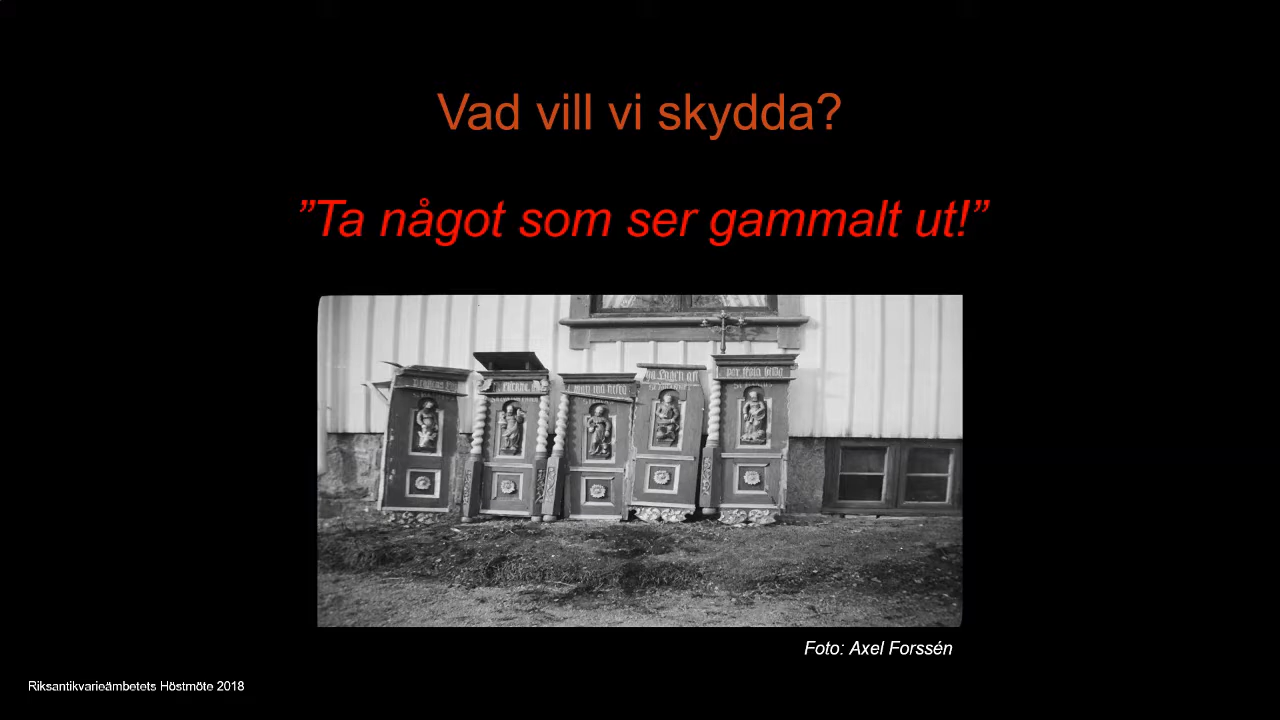 Vad vill vi skydda?
”Ta något som ser gammalt ut!”
Foto: Axel Forssén
Riksantikvarieämbetets Höstmöte 2018